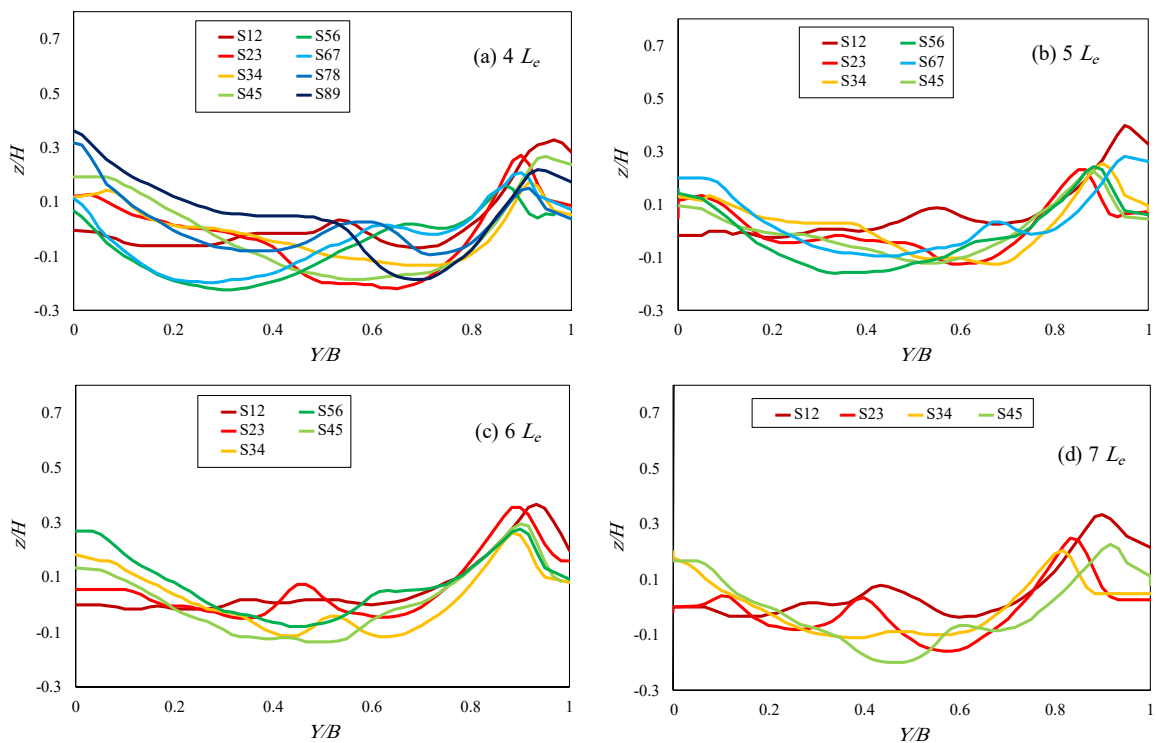 0.7
0.5
0.3
0.1
-0.1
-0.3
z/H
S12 S56
S23 S67
S34 S78
S45 S89
(a) 4 Le
0 0.2 0.4 0.6 0.8 1
Y/B
0.7
0.5
0.3
0.1
-0.1
-0.3
z/H
S12 S56
S23 S67
S34 S45
(b) 5 Le
0 0.2 0.4 0.6 0.8 1
Y/B
0.7
0.5
0.3
0.1
-0.1
-0.3
z/H
S12 S56
S23 S45
S34
(c) 6 Le
0 0.2 0.4 0.6 0.8 1
Y/B
0.7
0.5
0.3
0.1
-0.1
-0.3
z/H
S12 S23 S34 S45
(d) 7 Le
0 0.2 0.4 0.6 0.8 1
Y/B